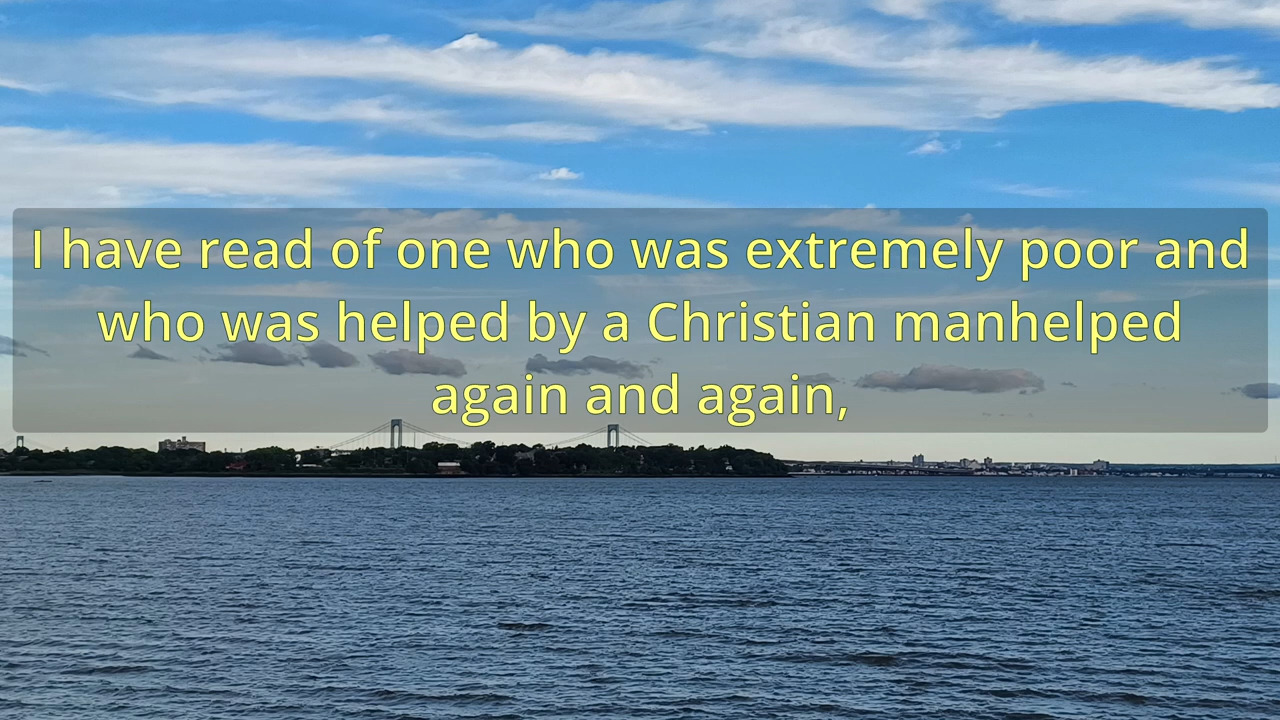 I have read of one who was extremely poor and
who was helped by a Christian manhelped
again and again,